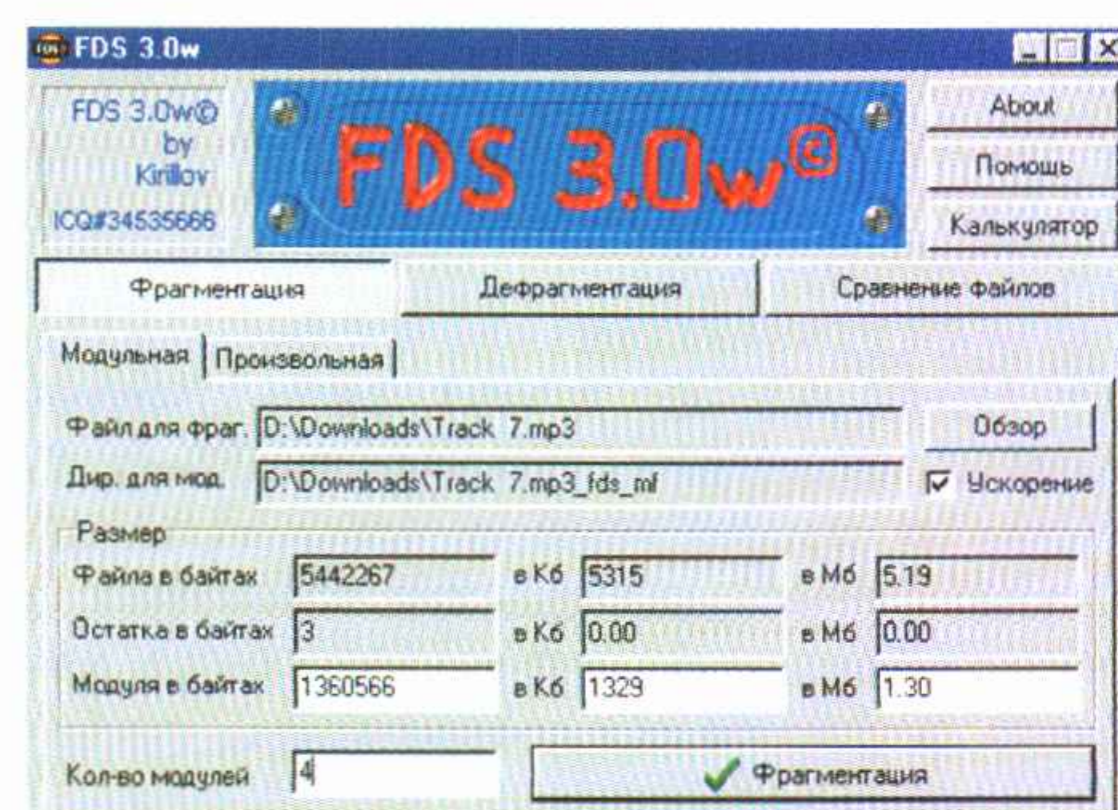 FDS 3.0w
FDS 3.0w©
by
Kirillov
ICQ#34535666
FDS 3.0w©
About
Помошь
Калькулятор
Фрагментация
Дефрагментация
Сравнение файлов
Модульная
Произвольная
Файл для фраг.
D:\Downloads\Track 7.mp3
Обзор
Дир. для мод.
D:\Downloads\Track 7.mp3_fds_mf
Ускорение
Размер
Файла в байтах 5442267 в Кб 5315 в Мб 5.19
Остатка в байтах 3 в Кб 0.00 в Мб 0.00
Модуля в байтах 1360566 в Кб 1329 в Мб 1.30
Кол-во модулей 4
Фрагментация